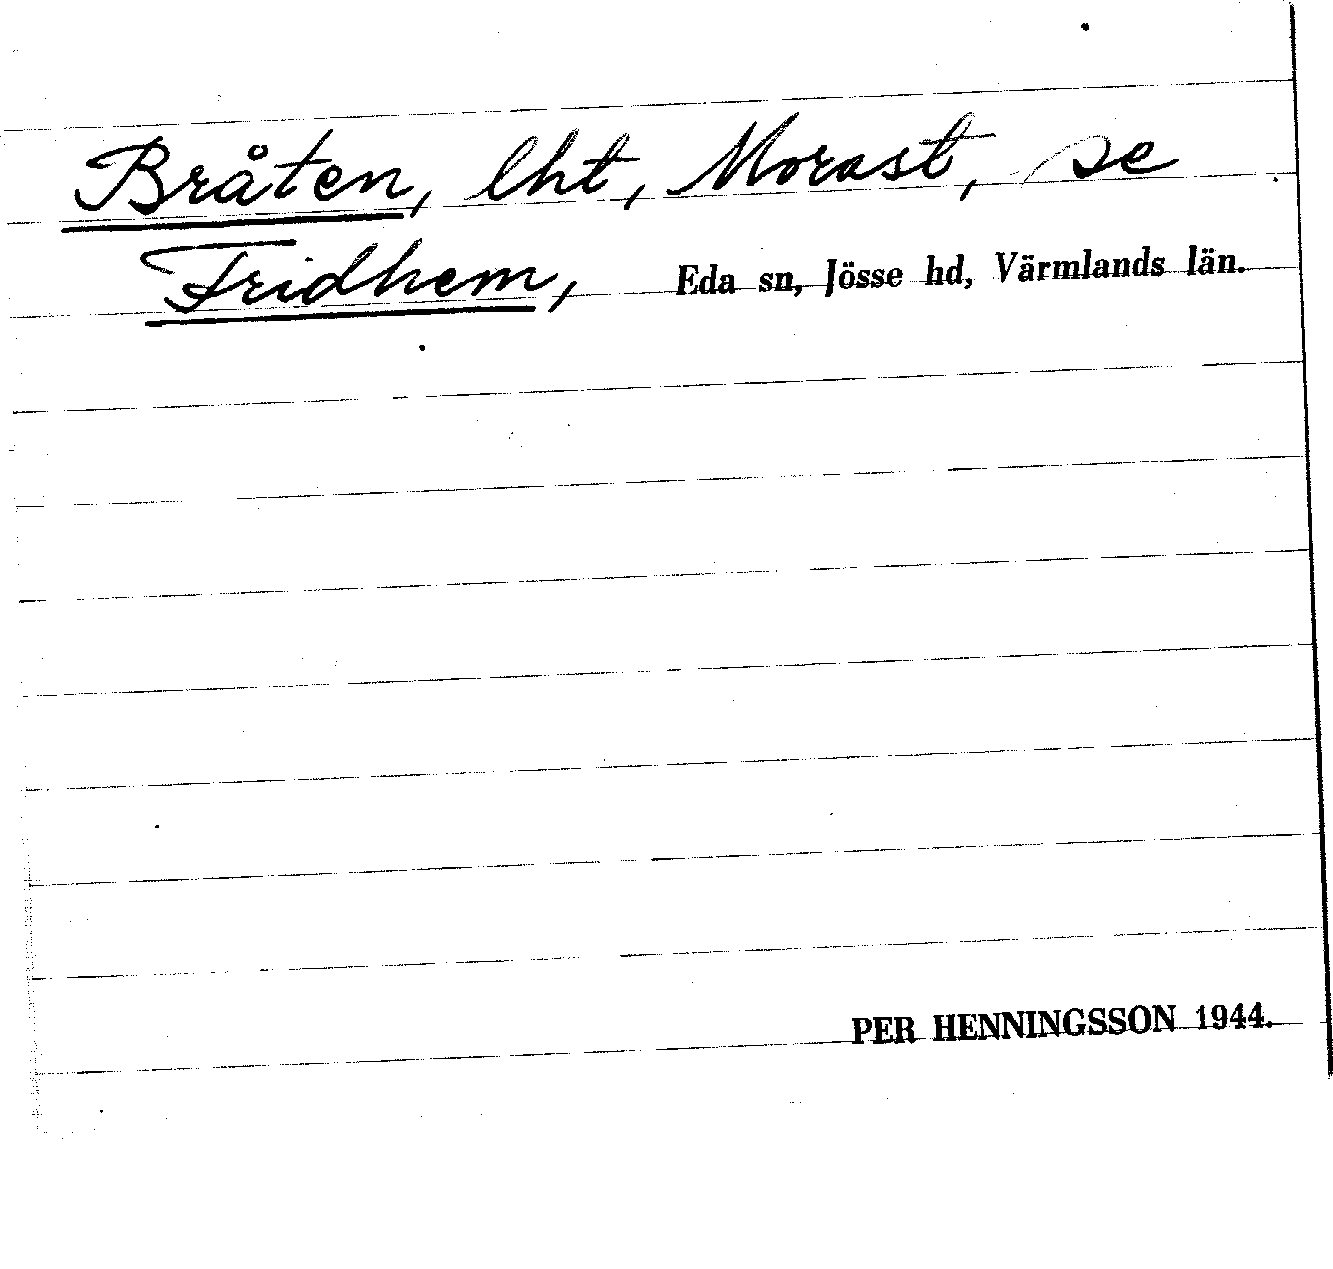 Bråten, lht, Morast, se
Fridhem, Eda sn, Jösse hd, Värmlands län.
PER HENNINGSSON 1944.